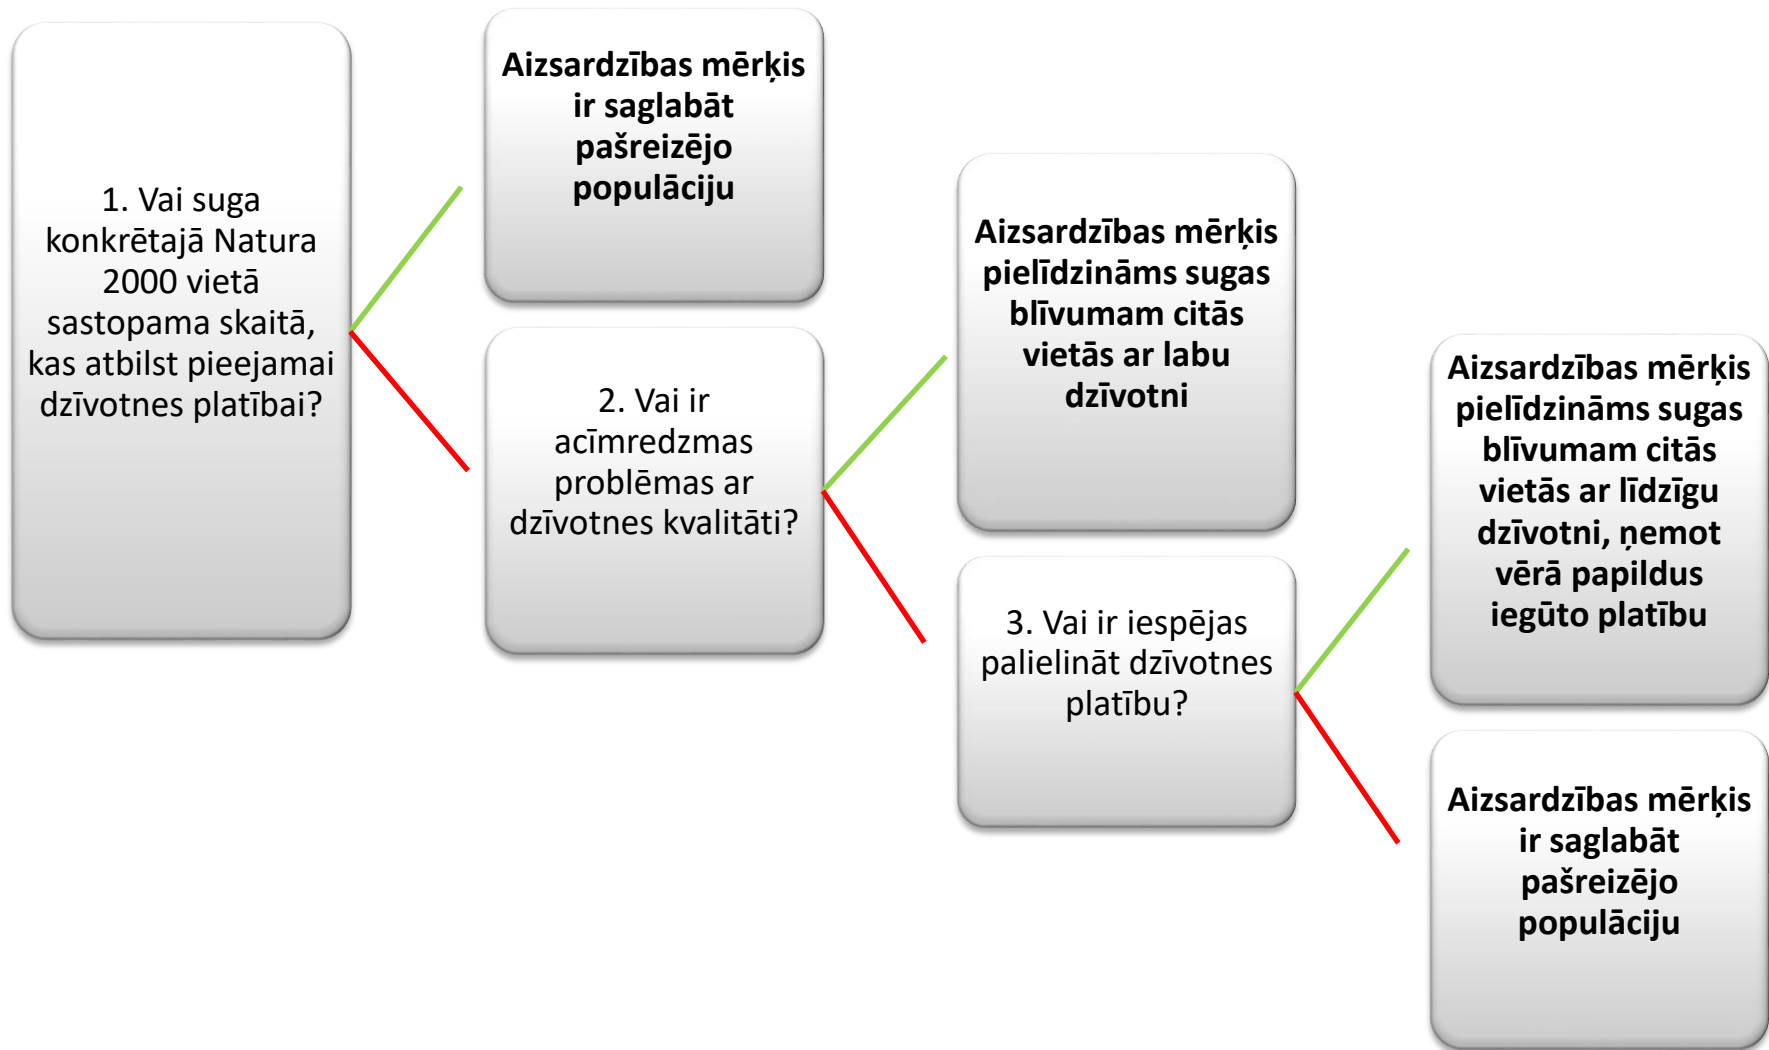 1. Vai suga
konkrētajā Natura
2000 vietā
sastopama skaitā,
kas atbilst pieejamai
dzīvotnes platībai?
Aizsardzības mērķis
ir saglabāt
pašreizējo
populāciju
2. Vai ir
acīmredzmas
problēmas ar
dzīvotnes kvalitāti?
Aizsardzības mērķis
pielīdzināms sugas
blīvumam citās
vietās ar labu
dzīvotni
3. Vai ir iespējas
palielināt dzīvotnes
platību?
Aizsardzības mērķis
pielīdzināms sugas
blīvumam citās
vietās ar līdzīgu
dzīvotni, ņemot
vērā papildus
iegūto platību
Aizsardzības mērķis
ir saglabāt
pašreizējo
populāciju